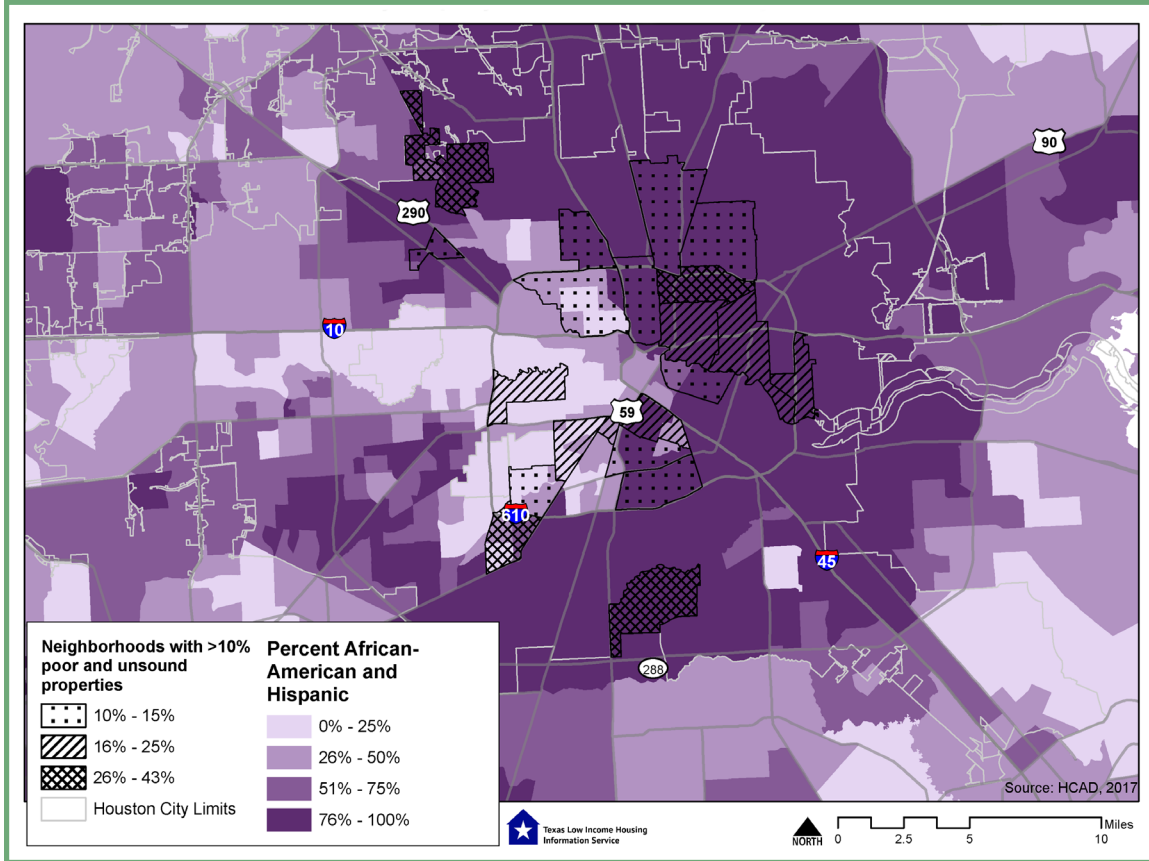 90
290
10
59
610
45
288
Neighborhoods with >10%
poor and unsound
properties
10% - 15%
16% - 25%
26% - 43%
Houston City Limits
Percent African-
American and
Hispanic
0% - 25%
26% - 50%
51% - 75%
76% - 100%
Source: HCAD, 2017
Texas Low Income Housing
Information Service
NORTH
0 2.5 5 10 Miles